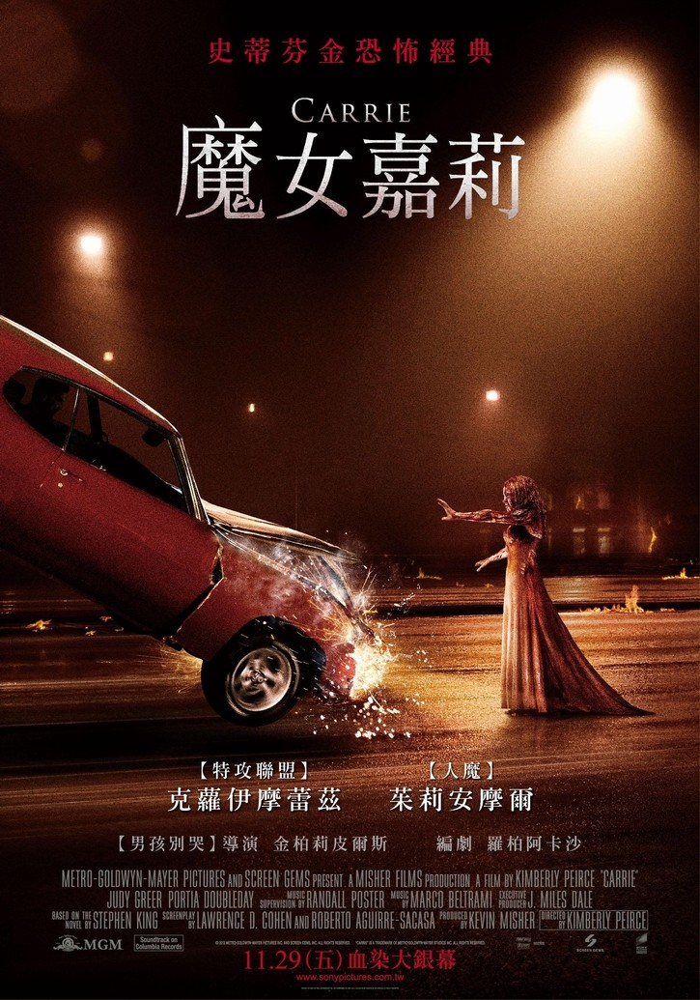 史蒂芬金恐怖經典
CARRIE
魔女嘉莉
【特攻聯盟】 【人魔】
克蘿伊摩蕾茲 茱莉安摩爾
【男孩別哭】導演 金柏莉皮爾斯 編劇 羅柏阿卡沙
METRO-GOLDWYN-MAYER PICTURES AND SCREEN GEMS PRESENT A MISHER FILMS PRODUCTION A FILM BY KIMBERLY PEIRCE "CARRIE"
JUDY GREER PORTIA DOUBLEDAY MUSIC SUPERVISION BY RANDALL POSTER MUSIC BY MARCO BELTRAMI EXECUTIVE PRODUCER J. MILES DALE
BASED ON THE NOVEL BY STEPHEN KING SCREENPLAY BY LAWRENCE D. COHEN AND ROBERTO AGUIRRE-SACASA PRODUCED BY KEVIN MISHER DIRECTED BY KIMBERLY PEIRCE
MGM Soundtrack on Columbia Records SCREEN GEMS
11.29(五)血染大銀幕
www.sonypictures.com.tw